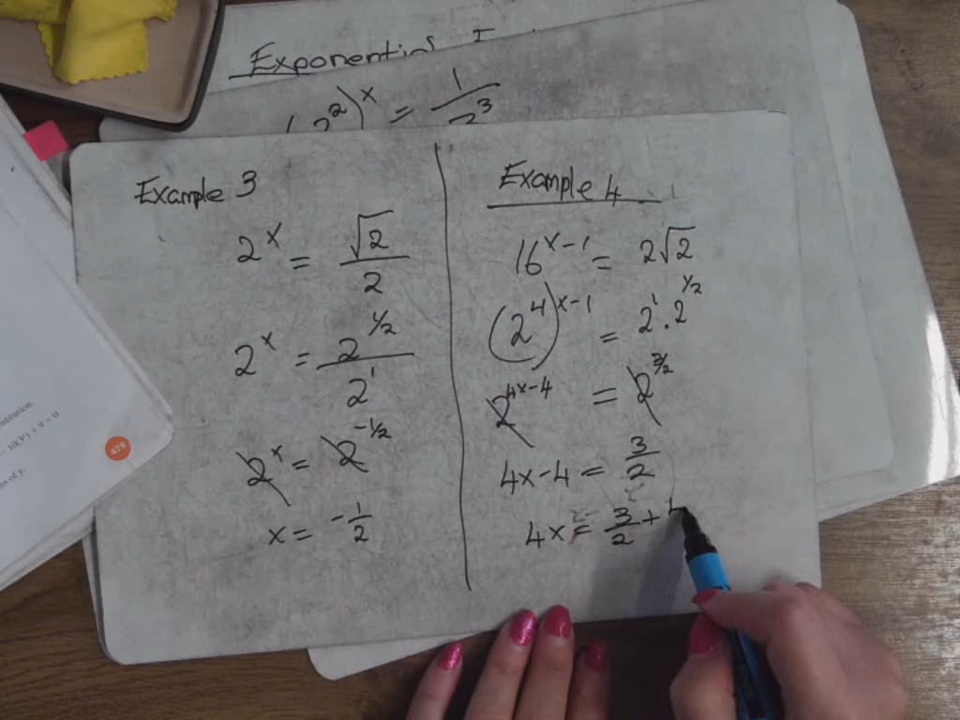 Exponential
(2²)ˣ = 1/2³
Example 3
2ˣ = √2/2
2ˣ = 2^(1/2)/2¹
2ˣ = 2^(-1/2)
x = -1/2
Example 4
16^(x-1) = 2√2
(2⁴)^(x-1) = 2¹ · 2^(1/2)
2^(4x-4) = 2^(3/2)
4x-4 = 3/2
4x = 3/2 + 4
479